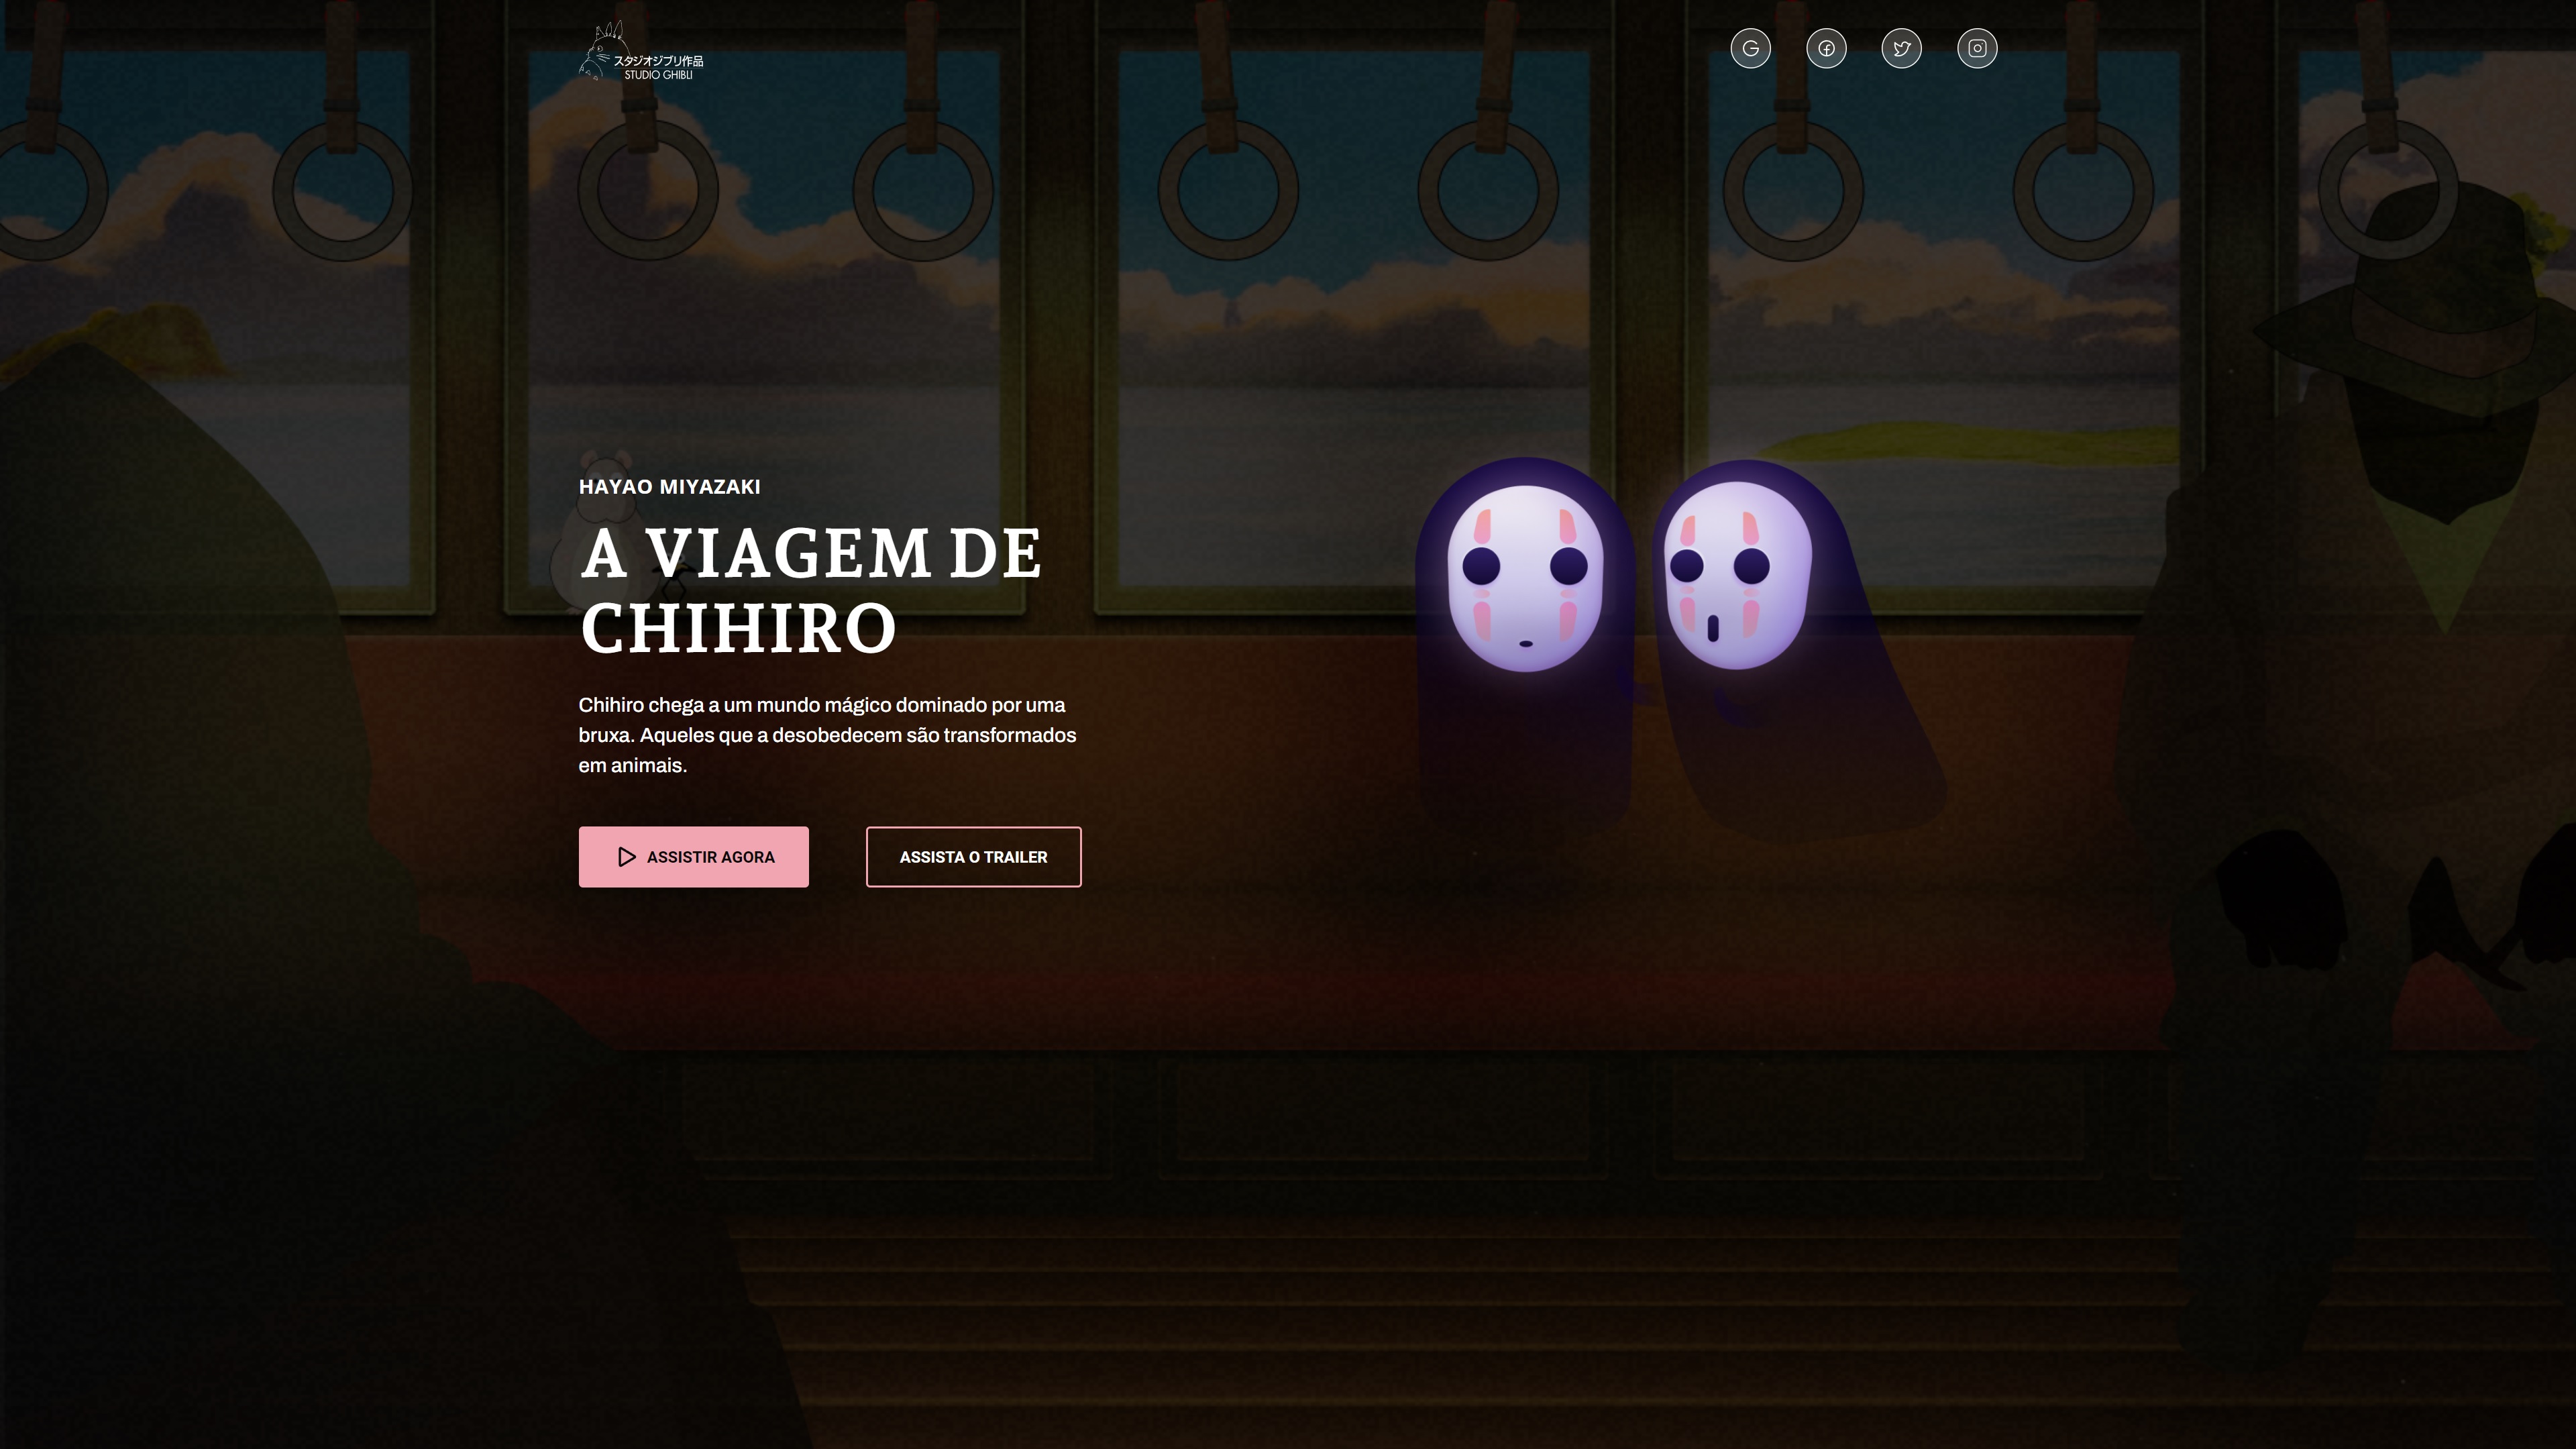 スタジオジブリ作品
STUDIO GHIBLI
HAYAO MIYAZAKI
A VIAGEM DE
CHIHIRO
Chihiro chega a um mundo mágico dominado por uma
bruxa. Aqueles que a desobedecem são transformados
em animais.
ASSISTIR AGORA
ASSISTA O TRAILER